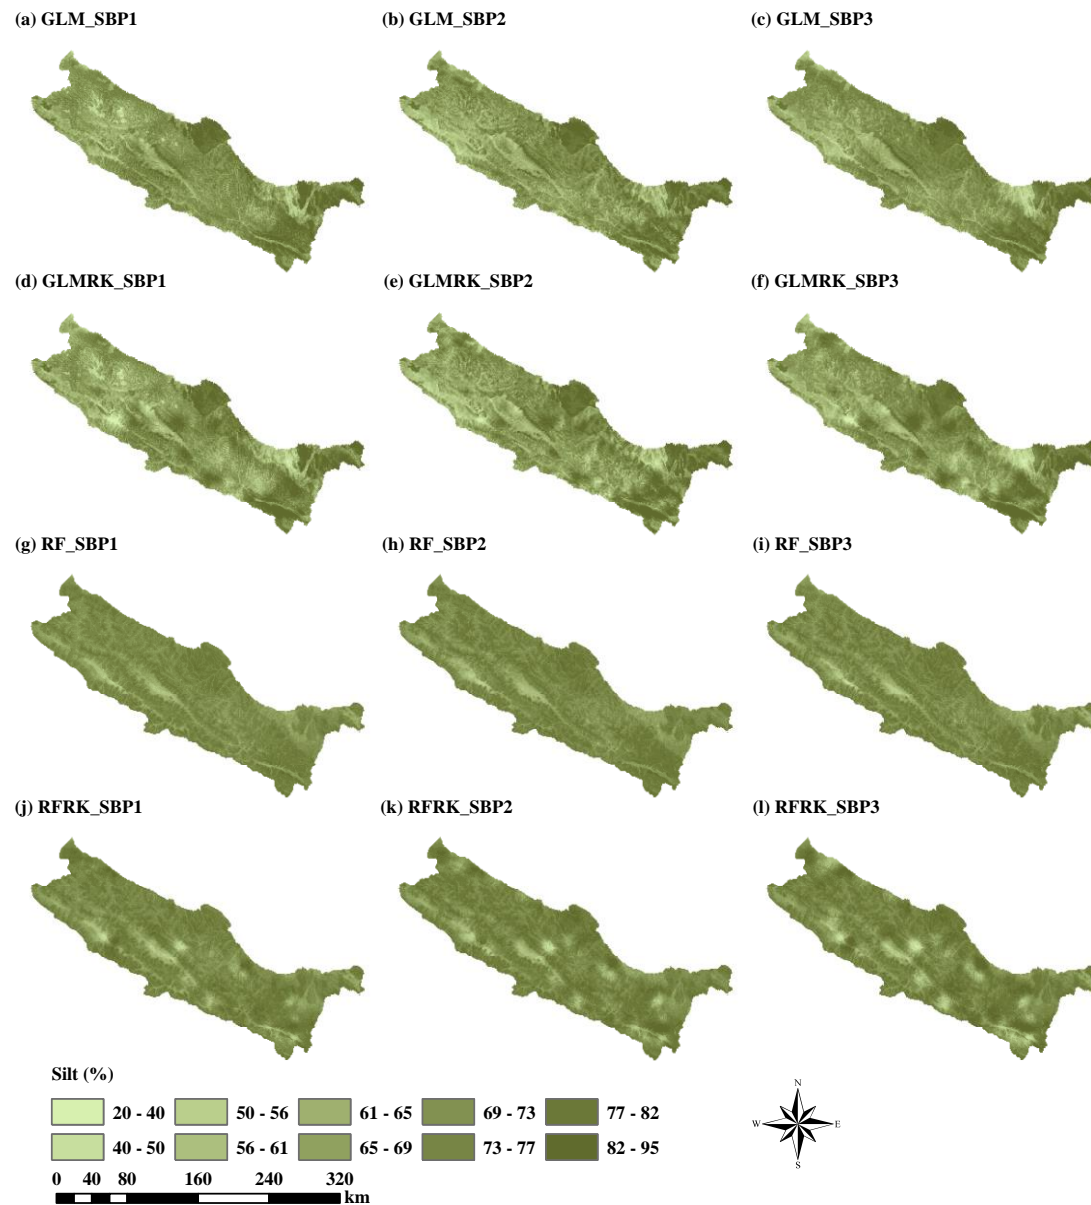 (a) GLM_SBP1 (b) GLM_SBP2 (c) GLM_SBP3
(d) GLMRK_SBP1 (e) GLMRK_SBP2 (f) GLMRK_SBP3
(g) RF_SBP1 (h) RF_SBP2 (i) RF_SBP3
(j) RFRK_SBP1 (k) RFRK_SBP2 (l) RFRK_SBP3
Silt (%)
20 - 40 50 - 56 61 - 65 69 - 73 77 - 82
40 - 50 56 - 61 65 - 69 73 - 77 82 - 95
0 40 80 160 240 320
km
N
W E
S